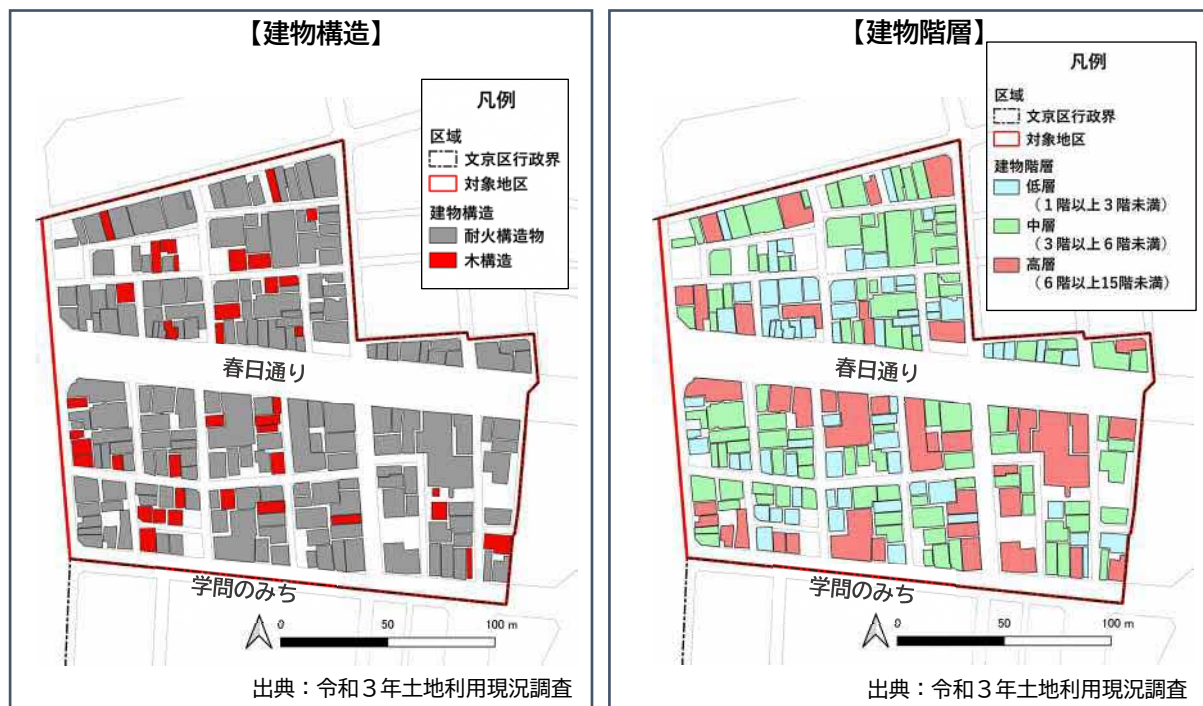 【建物構造】
凡例
区域
文京区行政界
対象地区
建物構造
耐火構造物
木構造
春日通り
学問のみち
0 50 100 m
出典：令和３年土地利用現況調査
【建物階層】
凡例
区域
文京区行政界
対象地区
建物階層
低層
（１階以上３階未満）
中層
（３階以上６階未満）
高層
（６階以上15階未満）
春日通り
学問のみち
0 50 100 m
出典：令和３年土地利用現況調査